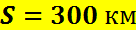 S = 300 км